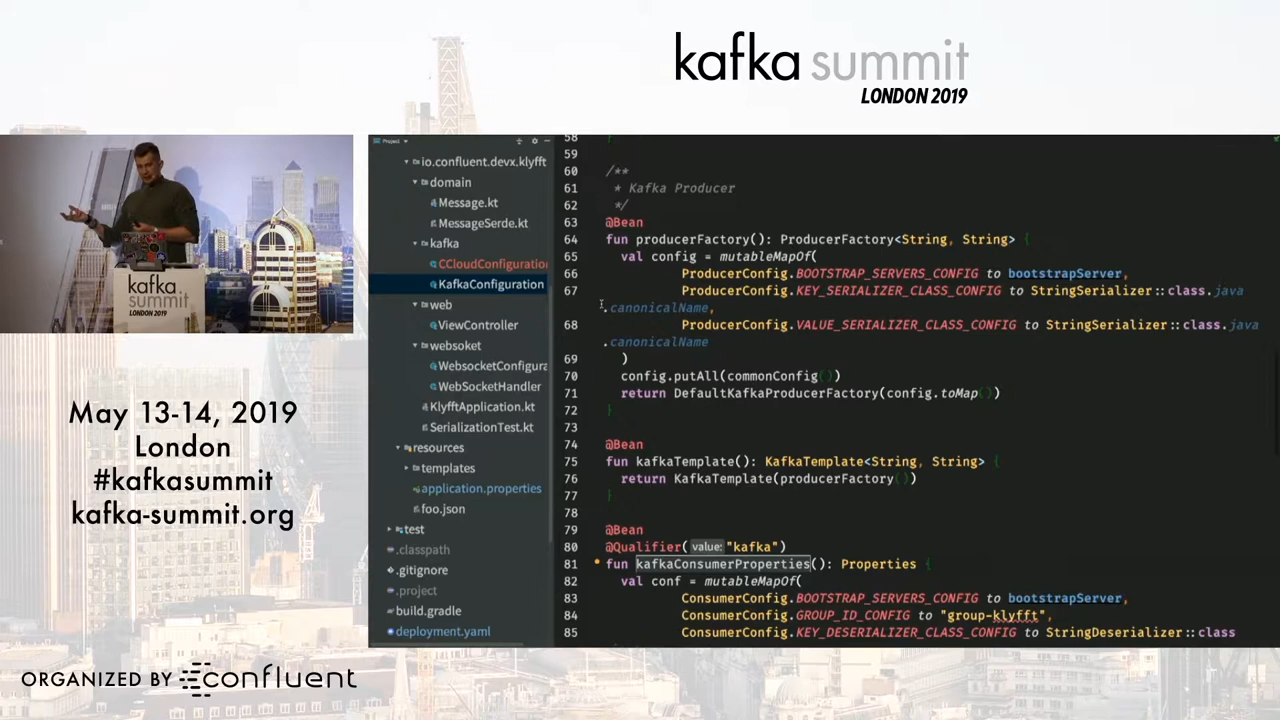 kafka summit
LONDON 2019
kafka
summit
LONDON 2019
May 13-14, 2019
London
#kafkasummit
kafka-summit.org
ORGANIZED BY confluent
Project
io.confluent.devx.klyfft
domain
Message.kt
MessageSerde.kt
kafka
CCloudConfiguratio
KafkaConfiguration
web
ViewController
websoket
WebsocketConfigura
WebSocketHandler
KlyfftApplication.kt
SerializationTest.kt
resources
templates
application.properties
foo.json
test
.classpath
.gitignore
.project
build.gradle
deployment.yaml
58
59
60 /**
61 * Kafka Producer
62 */
63 @Bean
64 fun producerFactory(): ProducerFactory<String, String> {
65 val config = mutableMapOf(
66 ProducerConfig.BOOTSTRAP_SERVERS_CONFIG to bootstrapServer,
67 ProducerConfig.KEY_SERIALIZER_CLASS_CONFIG to StringSerializer::class.java
.canonicalName,
68 ProducerConfig.VALUE_SERIALIZER_CLASS_CONFIG to StringSerializer::class.java
.canonicalName
69 )
70 config.putAll(commonConfig())
71 return DefaultKafkaProducerFactory(config.toMap())
72 }
73
74 @Bean
75 fun kafkaTemplate(): KafkaTemplate<String, String> {
76 return KafkaTemplate(producerFactory())
77 }
78
79 @Bean
80 @Qualifier( value: "kafka")
81 fun kafkaConsumerProperties(): Properties {
82 val conf = mutableMapOf(
83 ConsumerConfig.BOOTSTRAP_SERVERS_CONFIG to bootstrapServer,
84 ConsumerConfig.GROUP_ID_CONFIG to "group-klyfft",
85 ConsumerConfig.KEY_DESERIALIZER_CLASS_CONFIG to StringDeserializer::class